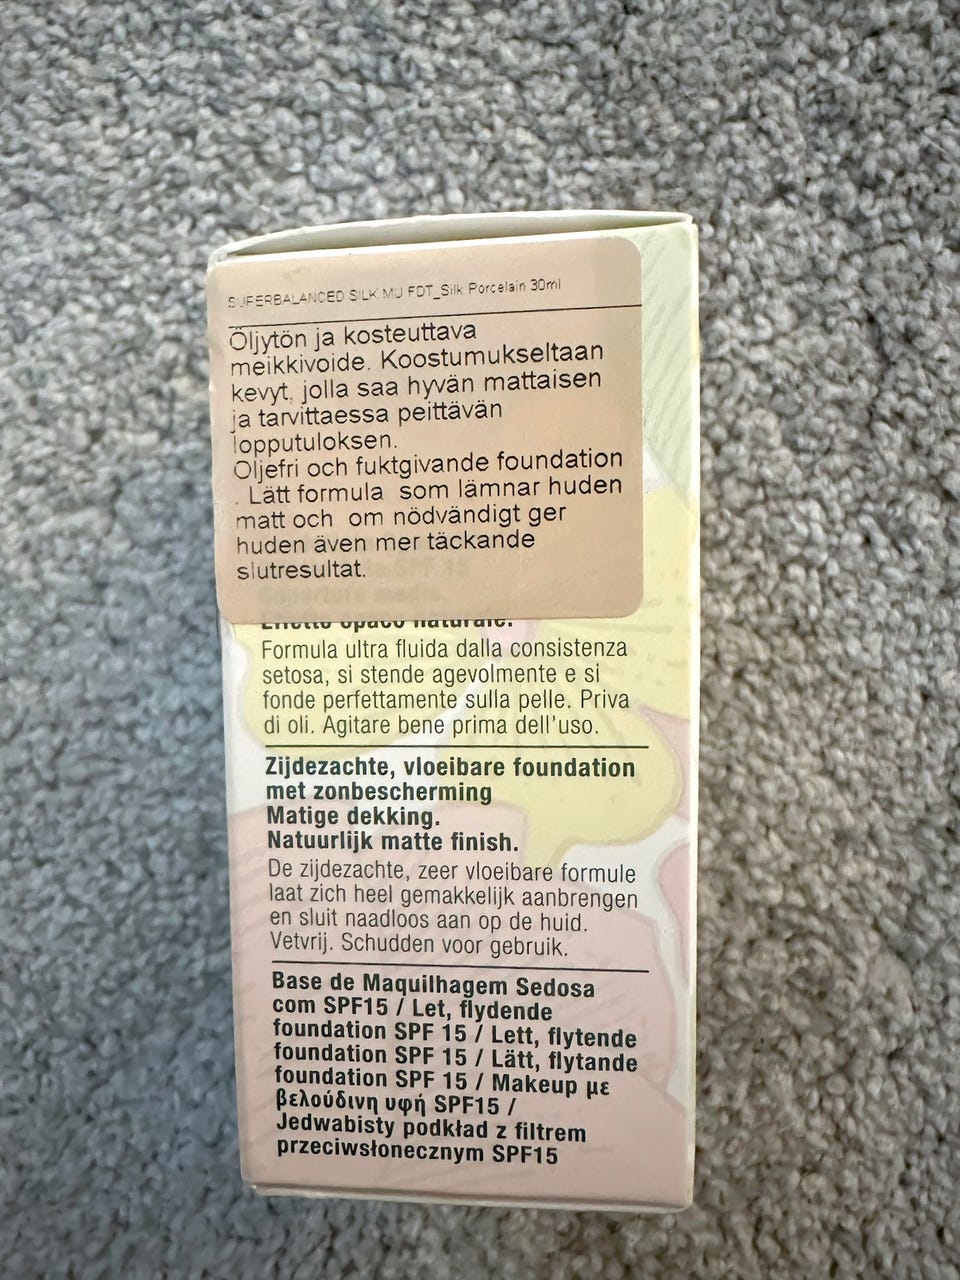 SUPERBALANCED SILK MU FDT_Silk Porcelain 30ml
Öljytön ja kosteuttava
meikkivoide. Koostumukseltaan
kevyt, jolla saa hyvän mattaisen
ja tarvittaessa peittävän
lopputuloksen.
Oljefri och fuktgivande foundation
. Lätt formula som lämnar huden
matt och om nödvändigt ger
huden även mer täckande
slutresultat.
SPF 15
Effetto opaco naturale.
Formula ultra fluida dalla consistenza
setosa, si stende agevolmente e si
fonde perfettamente sulla pelle. Priva
di oli. Agitare bene prima dell'uso.
Zijdezachte, vloeibare foundation
met zonbescherming
Matige dekking.
Natuurlijk matte finish.
De zijdezachte, zeer vloeibare formule
laat zich heel gemakkelijk aanbrengen
en sluit naadloos aan op de huid.
Vetvrij. Schudden voor gebruik.
Base de Maquilhagem Sedosa
com SPF15 / Let, flydende
foundation SPF 15 / Lett, flytende
foundation SPF 15 / Lätt, flytande
foundation SPF 15 / Makeup με
βελούδινη υφή SPF15 /
Jedwabisty podkład z filtrem
przeciwsłonecznym SPF15